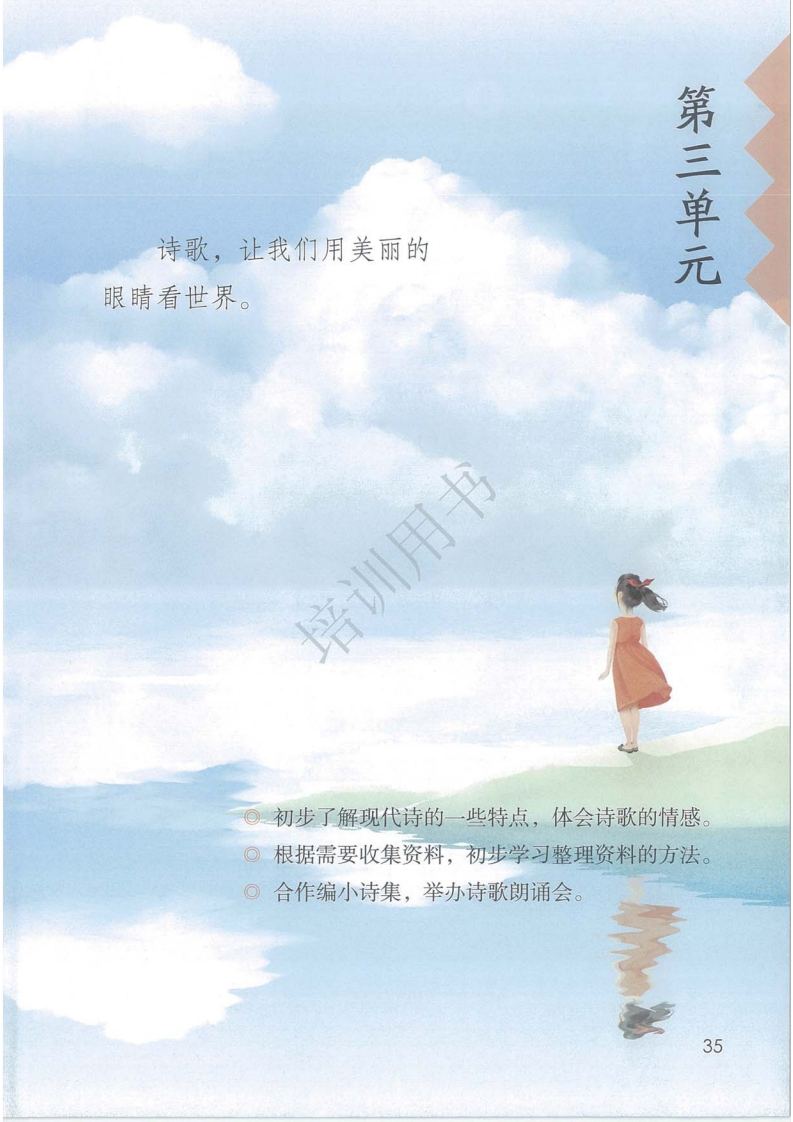 第三单元
诗歌，让我们用美丽的
眼睛看世界。
培训用书
◎ 初步了解现代诗的一些特点，体会诗歌的情感。
◎ 根据需要收集资料，初步学习整理资料的方法。
◎ 合作编小诗集，举办诗歌朗诵会。
35